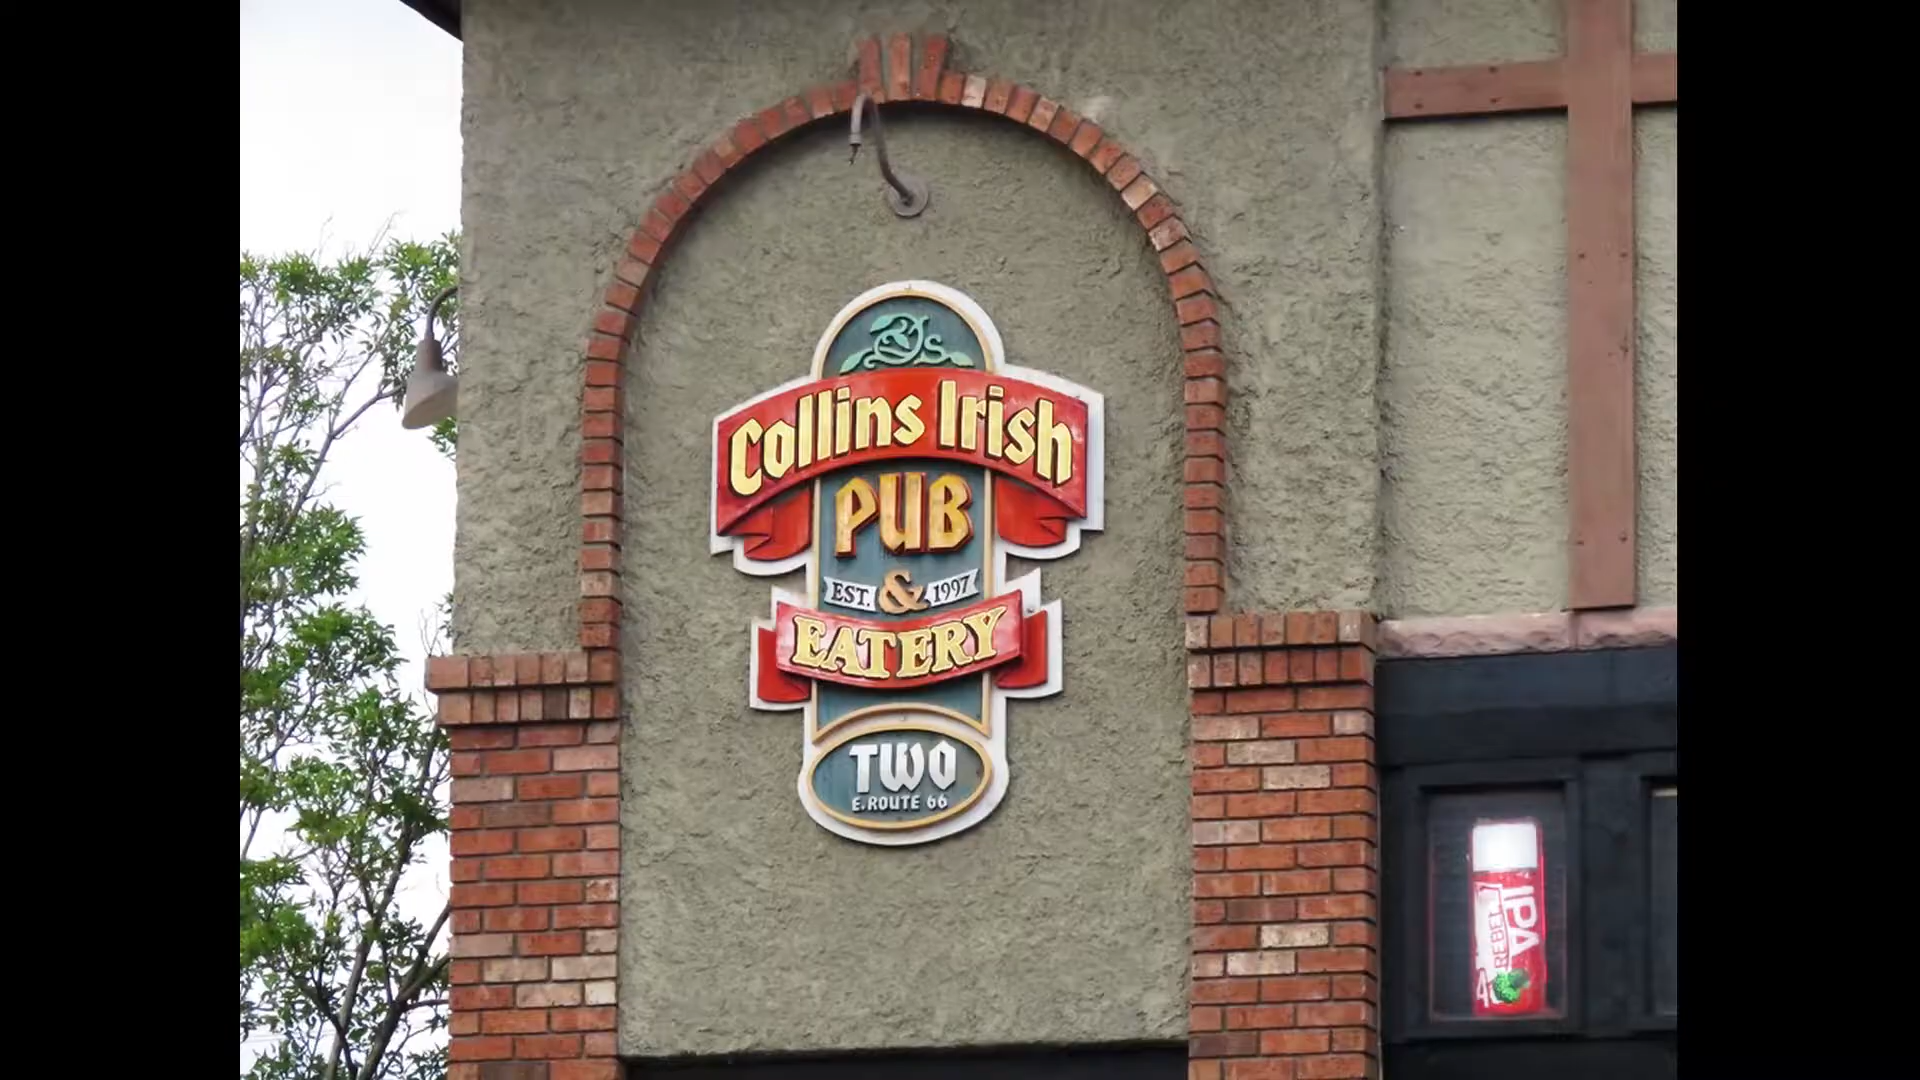 Collins Irish
PUB
EST. & 1997
EATERY
TWO
E. ROUTE 66
IPA
REBEL